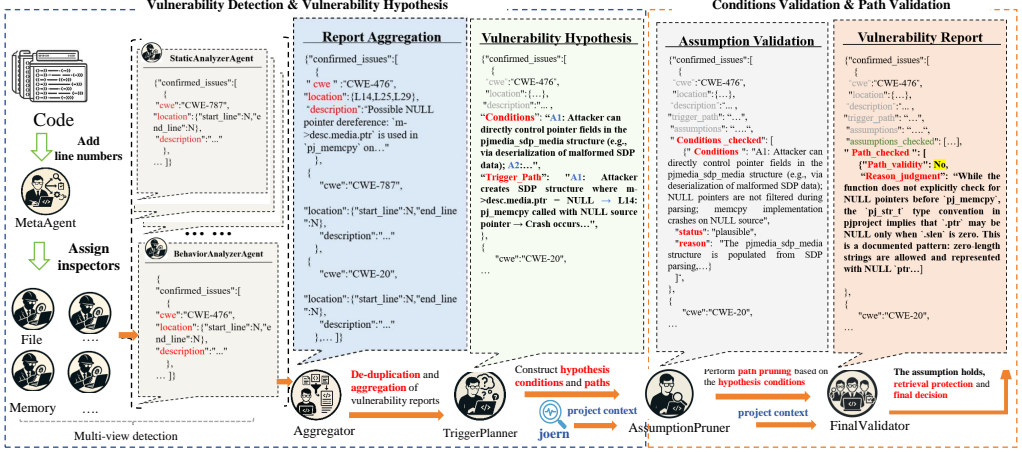 Vulnerability Detection & Vulnerability Hypothesis
Conditions Validation & Path Validation
Code
Add
line numbers
MetaAgent
Assign
inspectors
File
....
Memory
....
Multi-view detection
StaticAnalyzerAgent
{"confirmed_issues":[
{
"cwe":"CWE-787"
"location":{"start_line":N,"e
nd_line":N},
"description":"..."
},
... ]}
... ...
BehaviorAnalyzerAgent
{"confirmed_issues":[
{
"cwe":"CWE-476"
"location":{"start_line":N,"e
nd_line":N},
"description":"..."
},
... ]}
Report Aggregation
{"confirmed_issues":[
{
" cwe " :"CWE-476",
"location":{L14,L25,L29},
"description":"Possible NULL
pointer dereference: `m-
>desc.media.ptr` is used in
`pj_memcpy` on…"
},
{
"cwe":"CWE-787",
"location":{"start_line":N,"end_line
":N},
"description":"..."
},
{
"cwe":"CWE-20",
"location":{"start_line":N,"end_line
":N},
"description":"..."
},… ]}
Vulnerability Hypothesis
{"confirmed_issues":[
{
"cwe":"CWE-476",
"location":{…},
"description":"... ,
"Conditions": "A1: Attacker can
directly control pointer fields in the
pjmedia_sdp_media structure (e.g.,
via deserialization of malformed SDP
data); A2:…",
"Trigger_Path": "A1: Attacker
creates SDP structure where m-
>desc.media.ptr = NULL → L14:
pj_memcpy called with NULL source
pointer → Crash occurs…",
},
{
"cwe":"CWE-20",
…
Assumption Validation
{"confirmed_issues":[
{
"cwe":"CWE-476",
"location":{…},
"description":"... ,
"trigger_path": "…",
"assumptions": "….",
" Conditions _checked": [
{" Conditions ": "A1: Attacker can
directly control pointer fields in the
pjmedia_sdp_media structure (e.g., via
deserialization of malformed SDP data);
NULL pointers are not filtered during
parsing; memcpy implementation
crashes on NULL source",
"status": "plausible",
"reason": "The pjmedia_sdp_media
structure is populated from SDP
parsing,…}
]",
},
{
"cwe":"CWE-20",
…
Vulnerability Report
{"confirmed_issues":[
{
"cwe":"CWE-476",
"location":{…},
"description":"... ,
"trigger_path": "…",
"assumptions": "….",
"assumptions_checked": […],
" Path_checked ": [
{"Path_validity": No,
"Reason_judgment": "While the
function does not explicitly check for
NULL pointers before `pj_memcpy`,
the `pj_str_t` type convention in
pjproject implies that `.ptr` may be
NULL only when `.slen` is zero. This
is a documented pattern: zero-length
strings are allowed and represented
with NULL `ptr…]
},
{
"cwe":"CWE-20",
…
Aggregator
De-duplication and
aggregation of
vulnerability reports
TriggerPlanner
Construct hypothesis
conditions and paths
joern
project context
AssumptionPruner
Perform path pruning based on
the hypothesis conditions
project context
FinalValidator
The assumption holds,
retrieval protection and
final decision